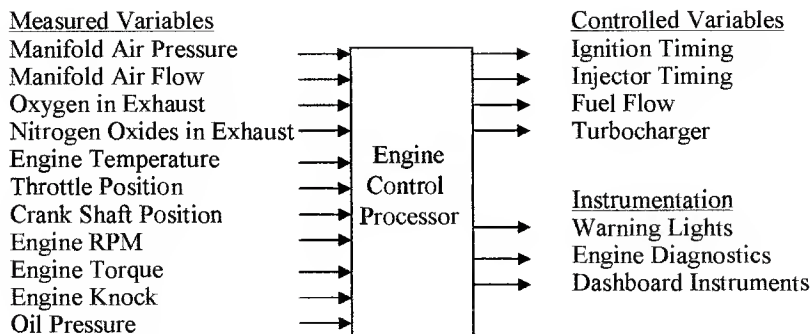 Measured Variables
Manifold Air Pressure
Manifold Air Flow
Oxygen in Exhaust
Nitrogen Oxides in Exhaust
Engine Temperature
Throttle Position
Crank Shaft Position
Engine RPM
Engine Torque
Engine Knock
Oil Pressure
Engine
Control
Processor
Controlled Variables
Ignition Timing
Injector Timing
Fuel Flow
Turbocharger
Instrumentation
Warning Lights
Engine Diagnostics
Dashboard Instruments